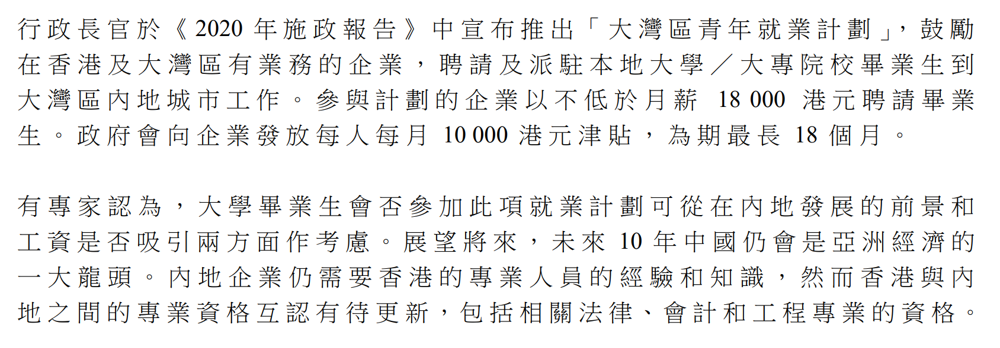 行政長官於《2020 年施政報告》中宣布推出「大灣區青年就業計劃」，鼓勵
在香港及大灣區有業務的企業，聘請及派駐本地大學／大專院校畢業生到
大灣區內地城市工作。參與計劃的企業以不低於月薪 18 000 港元聘請畢業
生。政府會向企業發放每人每月 10 000 港元津貼，為期最長 18 個月。
有專家認為，大學畢業生會否參加此項就業計劃可從在內地發展的前景和
工資是否吸引兩方面作考慮。展望將來，未來 10 年中國仍會是亞洲經濟的
一大龍頭。內地企業仍需要香港的專業人員的經驗和知識，然而香港與內
地之間的專業資格互認有待更新，包括相關法律、會計和工程專業的資格。